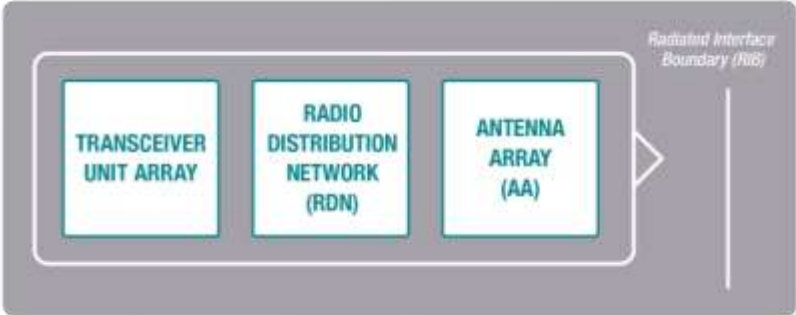 Radiated Interface
Boundary (RIB)
TRANSCEIVER
UNIT ARRAY
RADIO
DISTRIBUTION
NETWORK
(RDN)
ANTENNA
ARRAY
(AA)